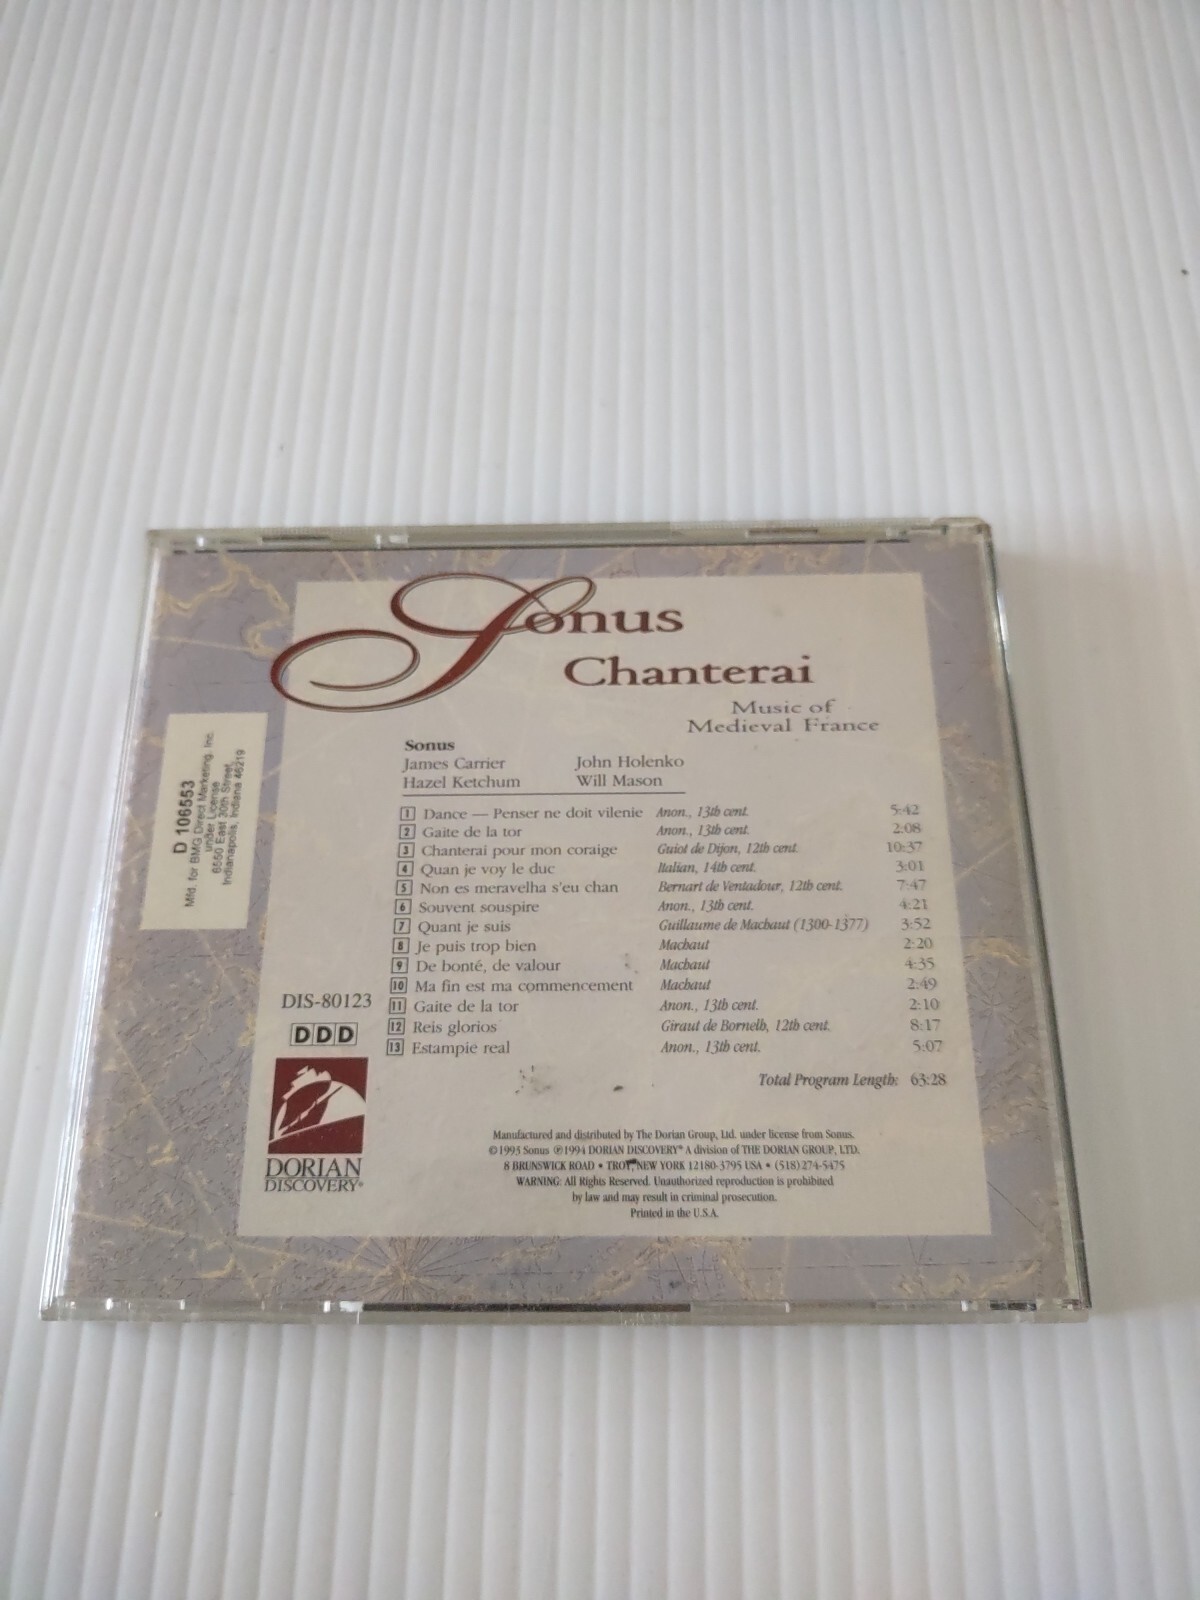 Sonus
Chanterai
Music of
Medieval France
Sonus
James Carrier John Holenko
Hazel Ketchum Will Mason
1 Dance — Penser ne doit vilenie Anon., 13th cent. 5:42
2 Gaite de la tor Anon., 13th cent. 2:08
3 Chanterai pour mon coraige Guiot de Dijon, 12th cent. 10:37
4 Quan je voy le duc Italian, 14th cent. 3:01
5 Non es meravelha s'eu chan Bernart de Ventadour, 12th cent. 7:47
6 Souvent souspire Anon., 13th cent. 4:21
7 Quant je suis Guillaume de Machaut (1300-1377) 3:52
8 Je puis trop bien Machaut 2:20
9 De bonté, de valour Machaut 4:35
10 Ma fin est ma commencement Machaut 2:49
11 Gaite de la tor Anon., 13th cent. 2:10
12 Reis glorios Giraut de Bornelh, 12th cent. 8:17
13 Estampie real Anon., 13th cent. 5:07
Total Program Length: 63:28
DIS-80123
DDD
DORIAN
DISCOVERY®
Manufactured and distributed by The Dorian Group, Ltd. under license from Sonus.
©1993 Sonus ℗1994 DORIAN DISCOVERY® A division of THE DORIAN GROUP, LTD.
8 BRUNSWICK ROAD • TROY, NEW YORK 12180-3795 USA • (518) 274-5475
WARNING: All Rights Reserved. Unauthorized reproduction is prohibited
by law and may result in criminal prosecution.
Printed in the U.S.A.
D 106553
Mfd. for BMG Direct Marketing, Inc.
under License
6550 East 30th Street,
Indianapolis, Indiana 46219